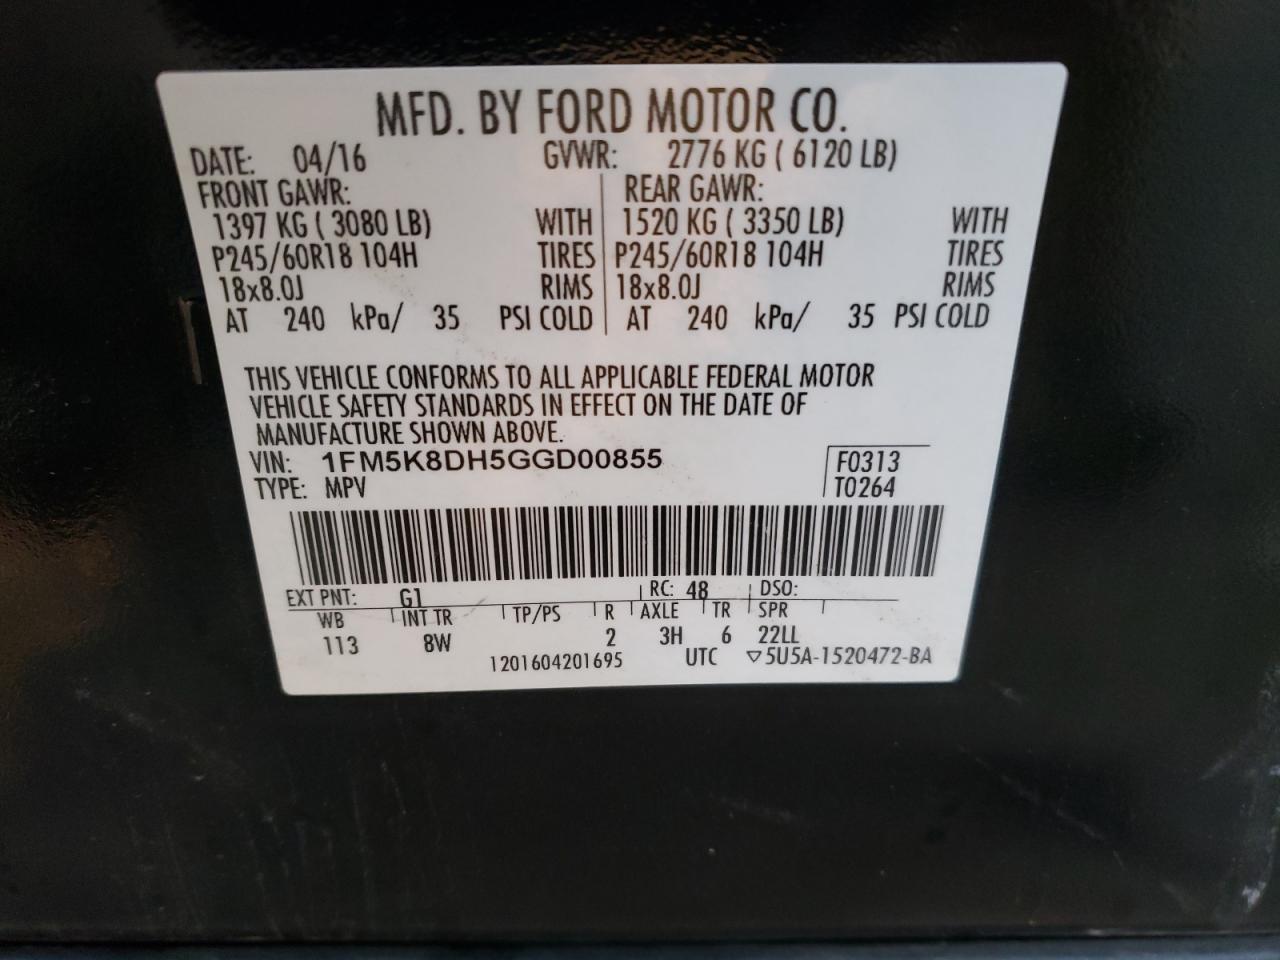 MFD. BY FORD MOTOR CO.
DATE: 04/16 GVWR: 2776 KG ( 6120 LB)
FRONT GAWR: REAR GAWR:
1397 KG ( 3080 LB) WITH 1520 KG ( 3350 LB) WITH
P245/60R18 104H TIRES P245/60R18 104H TIRES
18x8.0J RIMS 18x8.0J RIMS
AT 240 kPa/ 35 PSI COLD AT 240 kPa/ 35 PSI COLD
THIS VEHICLE CONFORMS TO ALL APPLICABLE FEDERAL MOTOR
VEHICLE SAFETY STANDARDS IN EFFECT ON THE DATE OF
MANUFACTURE SHOWN ABOVE.
VIN: 1FM5K8DH5GGD00855 F0313
TYPE: MPV T0264
EXT PNT: G1 RC: 48 DSO:
WB INT TR TP/PS R AXLE TR SPR
113 8W 2 3H 6 22LL
1201604201695 UTC ▽5U5A-1520472-BA